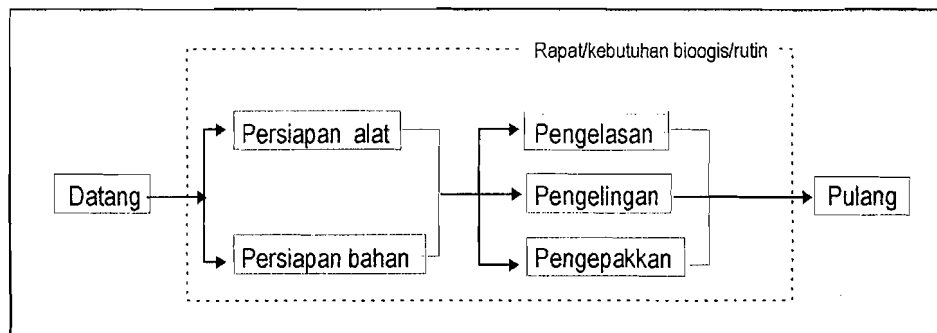 Rapat/kebutuhan bioogis/rutin
Persiapan alat
Pengelasan
Datang
Pengelingan
Pulang
Persiapan bahan
Pengepakkan